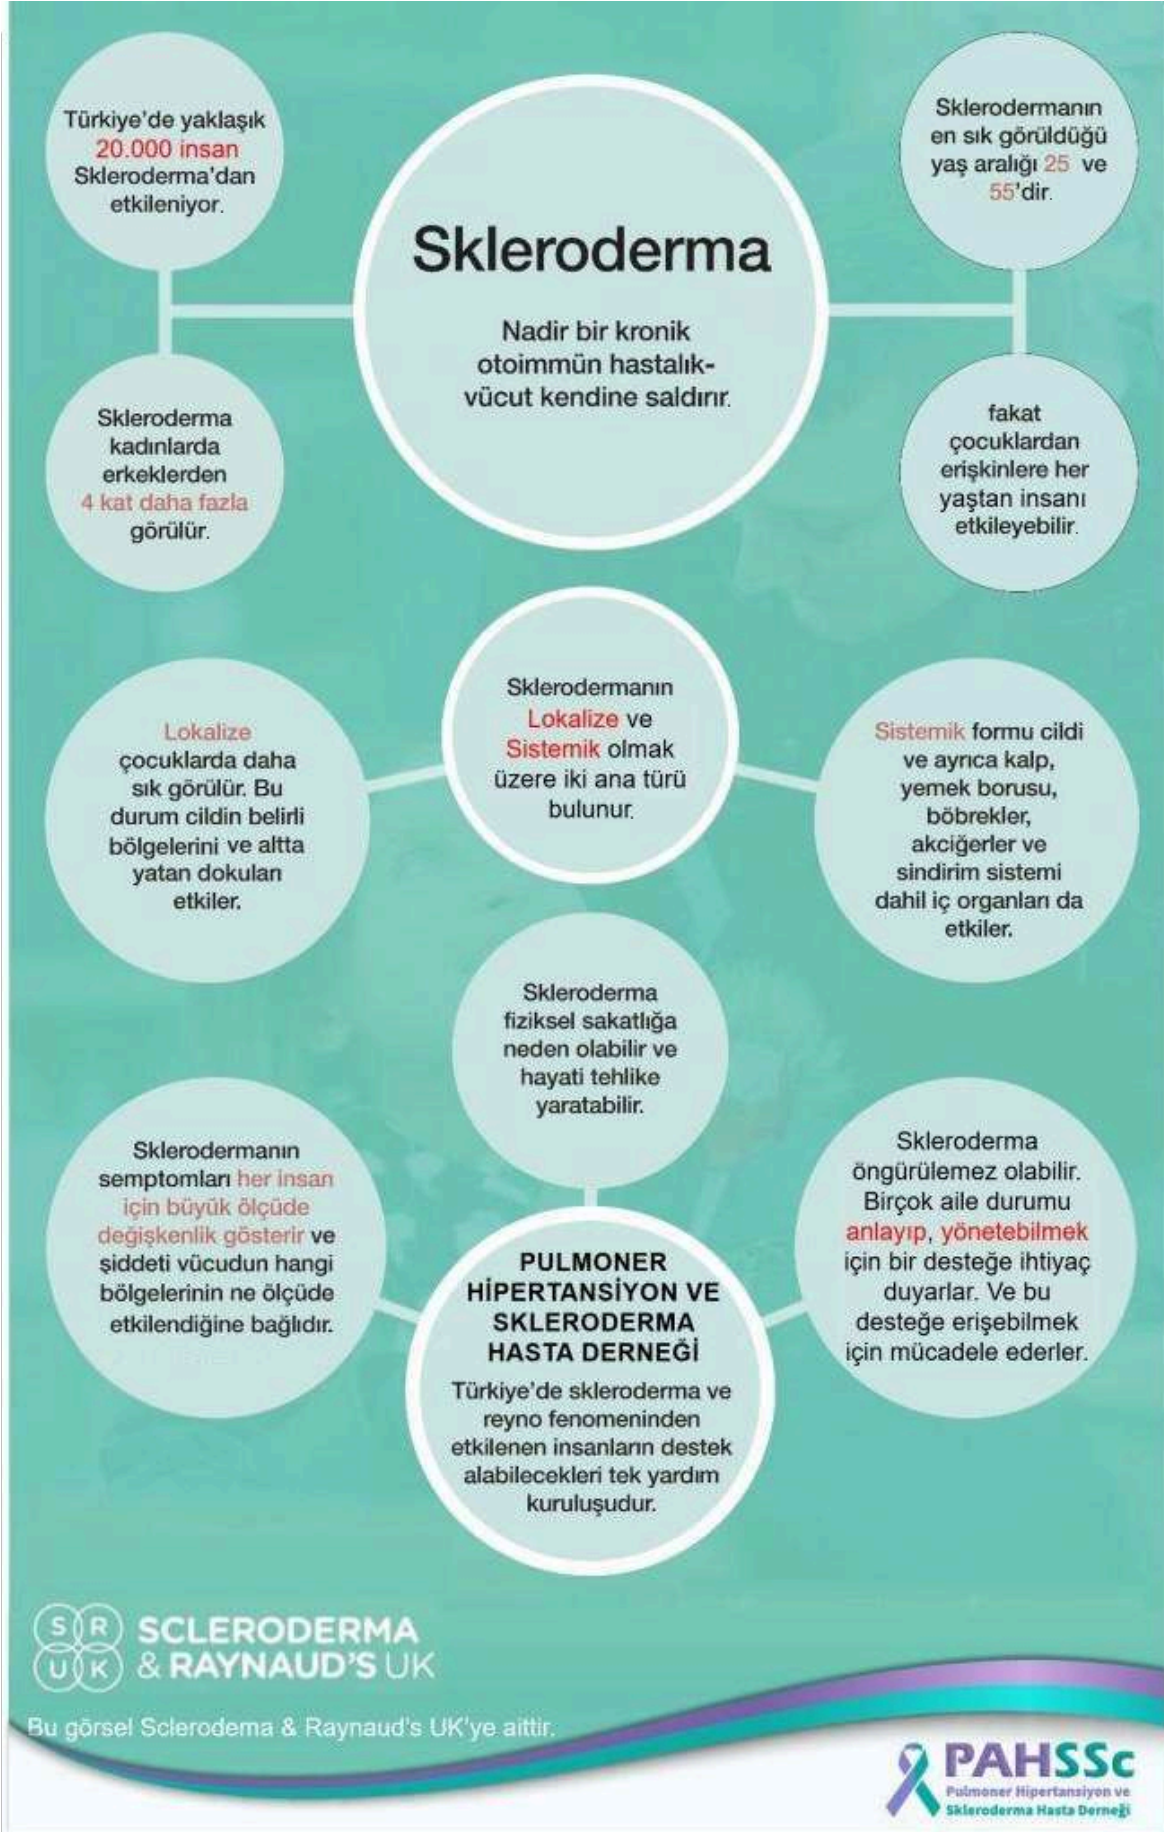 Türkiye'de yaklaşık
20.000 insan
Skleroderma'dan
etkileniyor.
Skleroderma
Nadir bir kronik
otoimmün hastalık-
vücut kendine saldırır.
Sklerodermanın
en sık görüldüğü
yaş aralığı 25 ve
55'dir.
Skleroderma
kadınlarda
erkeklerden
4 kat daha fazla
görülür.
fakat
çocuklardan
erişkinlere her
yaştan insanı
etkileyebilir.
Sklerodermanın
Lokalize ve
Sistemik olmak
üzere iki ana türü
bulunur.
Lokalize
çocuklarda daha
sık görülür. Bu
durum cildin belirli
bölgelerini ve altta
yatan dokuları
etkiler.
Sistemik formu cildi
ve ayrıca kalp,
yemek borusu,
böbrekler,
akciğerler ve
sindirim sistemi
dahil iç organları da
etkiler.
Skleroderma
fiziksel sakatlığa
neden olabilir ve
hayati tehlike
yaratabilir.
Sklerodermanın
semptomları her insan
için büyük ölçüde
değişkenlik gösterir ve
şiddeti vücudun hangi
bölgelerinin ne ölçüde
etkilendiğine bağlıdır.
Skleroderma
öngürülemez olabilir.
Birçok aile durumu
anlayıp, yönetebilmek
için bir desteğe ihtiyaç
duyarlar. Ve bu
desteğe erişebilmek
için mücadele ederler.
PULMONER
HİPERTANSİYON VE
SKLERODERMA
HASTA DERNEĞİ
Türkiye'de skleroderma ve
reyno fenomeninden
etkilenen insanların destek
alabilecekleri tek yardım
kuruluşudur.
S R
U K
SCLERODERMA
& RAYNAUD'S UK
Bu görsel Sclerodema & Raynaud's UK'ye aittir.
PAHSSc
Pulmoner Hipertansiyon ve
Skleroderma Hasta Derneği